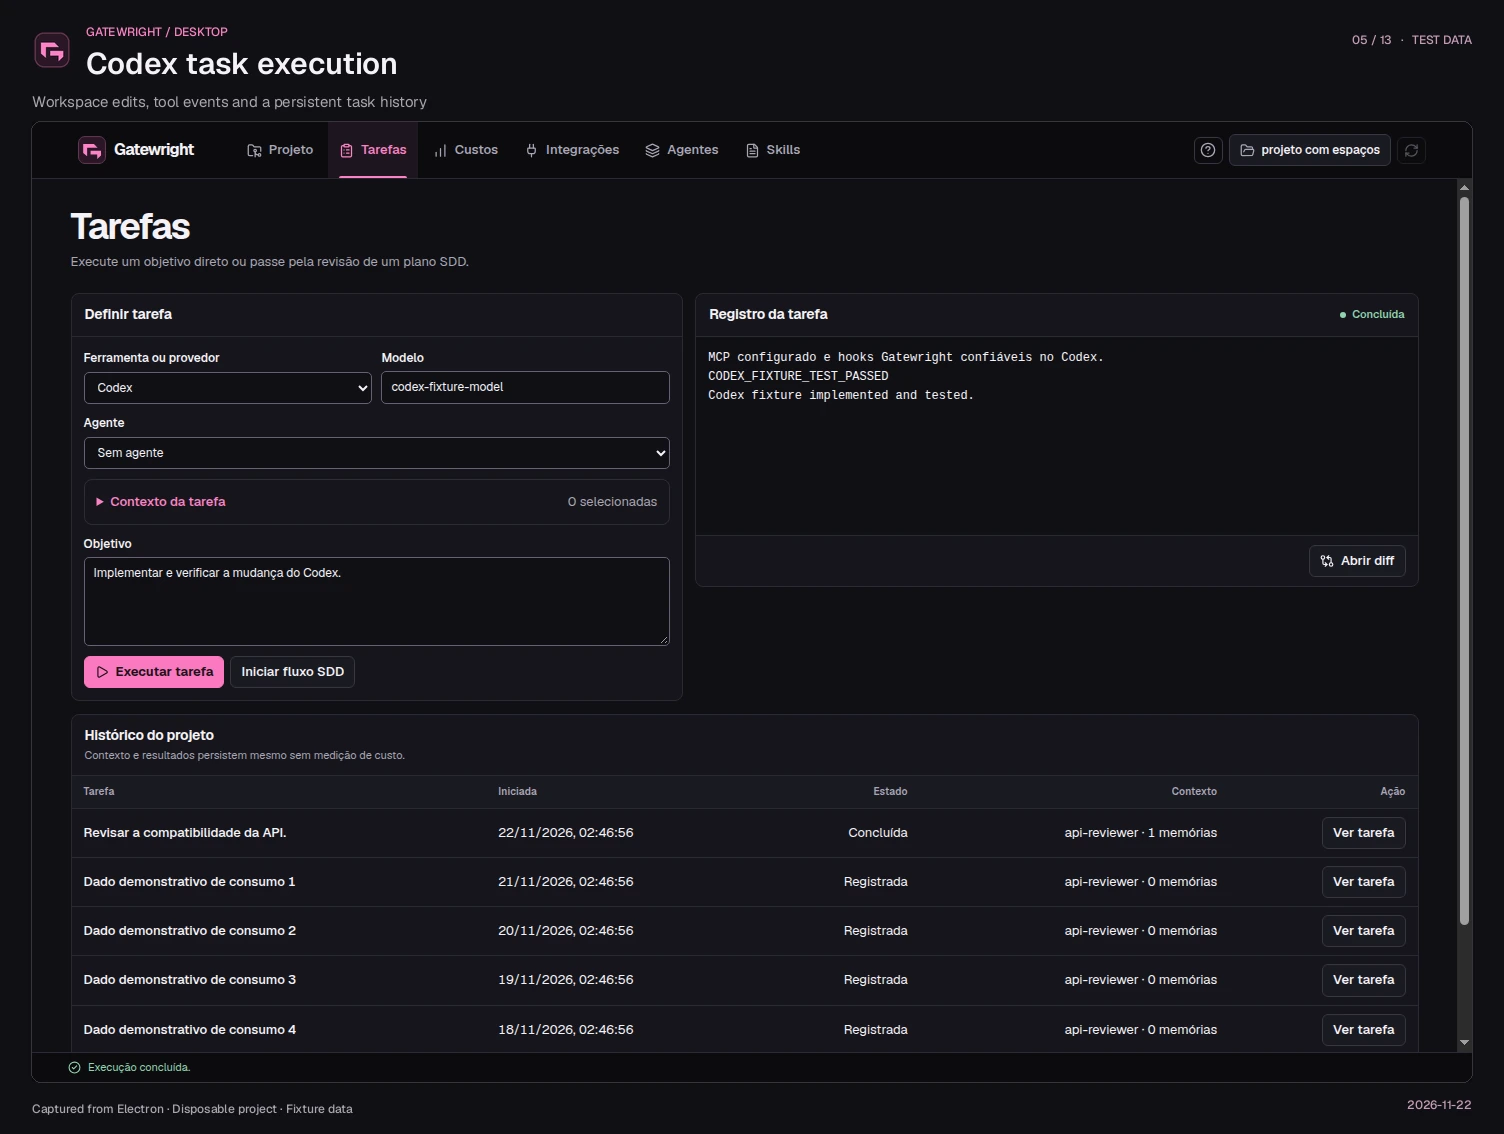 GATEWRIGHT / DESKTOP
Codex task execution
05 / 13 · TEST DATA
Workspace edits, tool events and a persistent task history
Gatewright
Projeto
Tarefas
Custos
Integrações
Agentes
Skills
projeto com espaços
Tarefas
Execute um objetivo direto ou passe pela revisão de um plano SDD.
Definir tarefa
Ferramenta ou provedor
Modelo
Codex
codex-fixture-model
Agente
Sem agente
Contexto da tarefa
0 selecionadas
Objetivo
Implementar e verificar a mudança do Codex.
Executar tarefa
Iniciar fluxo SDD
Registro da tarefa
Concluída
MCP configurado e hooks Gatewright confiáveis no Codex.
CODEX_FIXTURE_TEST_PASSED
Codex fixture implemented and tested.
Abrir diff
Histórico do projeto
Contexto e resultados persistem mesmo sem medição de custo.
Tarefa Iniciada Estado Contexto Ação
Revisar a compatibilidade da API. 22/11/2026, 02:46:56 Concluída api-reviewer · 1 memórias Ver tarefa
Dado demonstrativo de consumo 1 21/11/2026, 02:46:56 Registrada api-reviewer · 0 memórias Ver tarefa
Dado demonstrativo de consumo 2 20/11/2026, 02:46:56 Registrada api-reviewer · 0 memórias Ver tarefa
Dado demonstrativo de consumo 3 19/11/2026, 02:46:56 Registrada api-reviewer · 0 memórias Ver tarefa
Dado demonstrativo de consumo 4 18/11/2026, 02:46:56 Registrada api-reviewer · 0 memórias Ver tarefa
Execução concluída.
Captured from Electron · Disposable project · Fixture data
2026-11-22